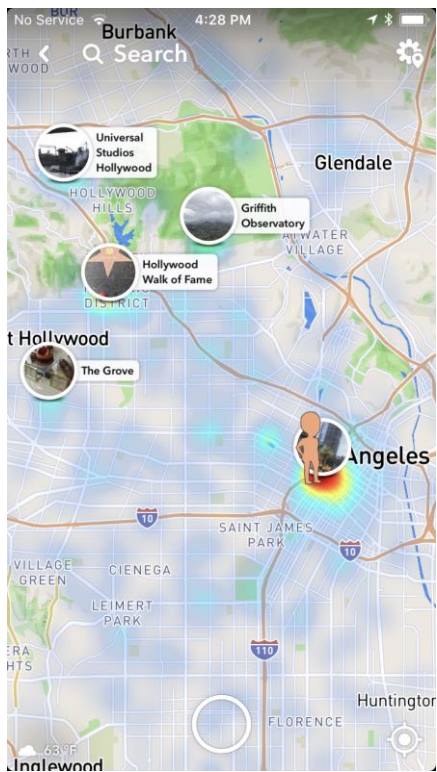 No Service
4:28 PM
BUR
Burbank
RTH
WOOD
Search
Universal
Studios
Hollywood
Glendale
HOLLYWOOD
HILLS
Griffith
Observatory
ATWATER
VILLAGE
Hollywood
Walk of Fame
DISTRICT
t Hollywood
The Grove
Angeles
10
SAINT JAMES
PARK
10
VILLAGE
GREEN
CIENEGA
LEIMERT
PARK
ERA
HTS
110
Huntington
FLORENCE
63 °F
Inglewood